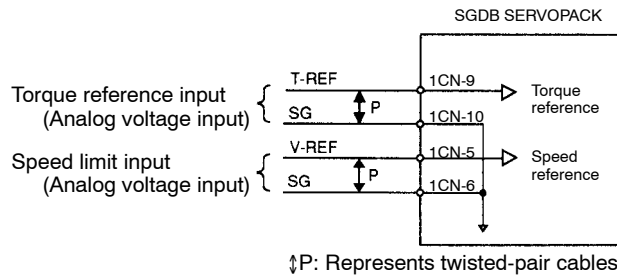 SGDB SERVOPACK
T-REF
1CN-9
Torque reference input
(Analog voltage input)
P
Torque
reference
SG
1CN-10
V-REF
1CN-5
Speed limit input
(Analog voltage input)
P
Speed
reference
SG
1CN-6
↕P: Represents twisted-pair cables